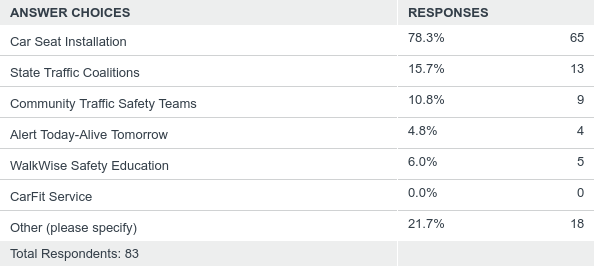 ANSWER CHOICES RESPONSES
Car Seat Installation 78.3% 65
State Traffic Coalitions 15.7% 13
Community Traffic Safety Teams 10.8% 9
Alert Today-Alive Tomorrow 4.8% 4
WalkWise Safety Education 6.0% 5
CarFit Service 0.0% 0
Other (please specify) 21.7% 18
Total Respondents: 83